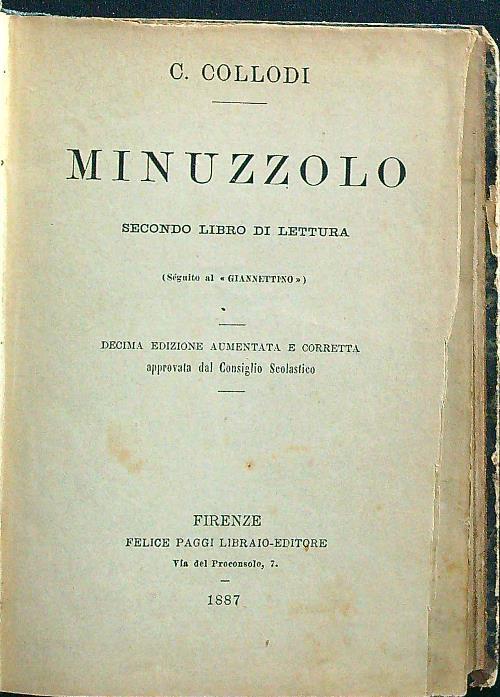 C. COLLODI
MINUZZOLO
SECONDO LIBRO DI LETTURA
(Séguito al « GIANNETTINO »)
DECIMA EDIZIONE AUMENTATA E CORRETTA
approvata dal Consiglio Scolastico
FIRENZE
FELICE PAGGI LIBRAIO-EDITORE
Via del Proconsolo, 7.
1887